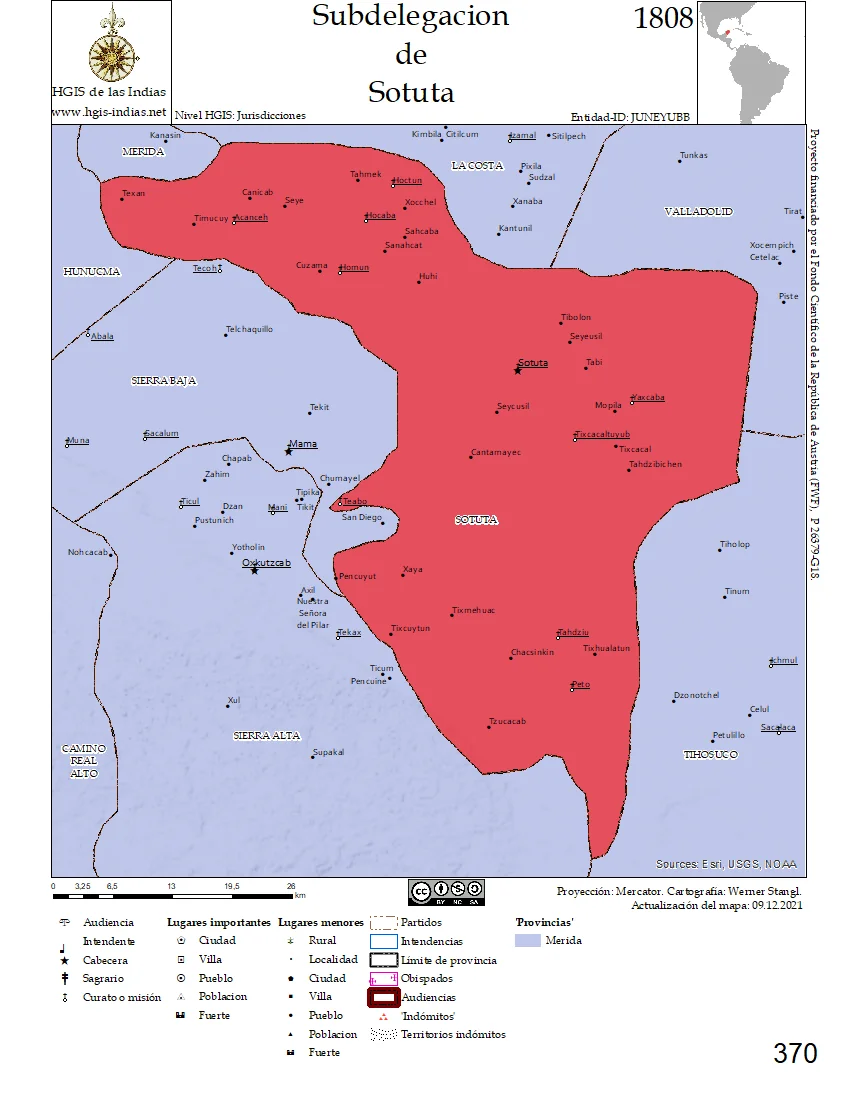 Subdelegacion
de
Sotuta
1808
HGIS de las Indias
www.hgis-indias.net
Nivel HGIS: Jurisdicciones
Entidad-ID: JUNEYUBB
Kanasin
MERIDA
Kimbila
Citilcum
Izamal
Sitilpech
LA COSTA
Pixila
Sudzal
Tunkas
Texan
Canicab
Seye
Tahmek
Hoctun
Xocchel
Xanaba
VALLADOLID
Tirat
Timucuy
Acanceh
Hocaba
Sahcaba
Sanahcat
Kantunil
Xocempich
Cetelac
HUNUCMA
Tecoh
Cuzama
Homun
Huhi
Piste
Abala
Telchaquillo
Tibolon
Seyeusil
SIERRA BAJA
Sotuta
Tabi
Tekit
Seycusil
Mopila
Yaxcaba
Muna
Sacalum
Mama
Tixcacaltuyub
Tixcacal
Chapab
Cantamayec
Tahdzibichen
Zahim
Chumayel
Ticul
Dzan
Mani
Tipika
Tikit
Teabo
Pustunich
San Diego
SOTUTA
Nohcacab
Yotholin
Oxkutzcab
Tiholop
Pencuyut
Xaya
Axil
Nuestra
Señora
del Pilar
Tinum
Tekax
Tixcuytun
Tixmehuac
Tahdziu
Chacsinkin
Tixhualatun
Ichmul
Ticum
Pencuine
Peto
Dzonotchel
Xul
Celul
Tzucacab
Sacalaca
Petulillo
SIERRA ALTA
Supakal
TIHOSUCO
CAMINO
REAL
ALTO
Sources: Esri, USGS, NOAA
Proyecto financiado por el Fondo Científico de la República de Austria (FWF), P 26379-G18.
0 3,25 6,5 13 19,5 26
km
cc
BY NC SA
Proyección: Mercator. Cartografía: Werner Stangl.
Actualización del mapa: 09.12.2021
Audiencia
Intendente
Cabecera
Sagrario
Curato o misión
Lugares importantes
Ciudad
Villa
Pueblo
Poblacion
Fuerte
Lugares menores
Rural
Localidad
Ciudad
Villa
Pueblo
Poblacion
Fuerte
Partidos
Intendencias
Límite de provincia
Obispados
Audiencias
'Indómitos'
Territorios indómitos
'Provincias'
Merida
370